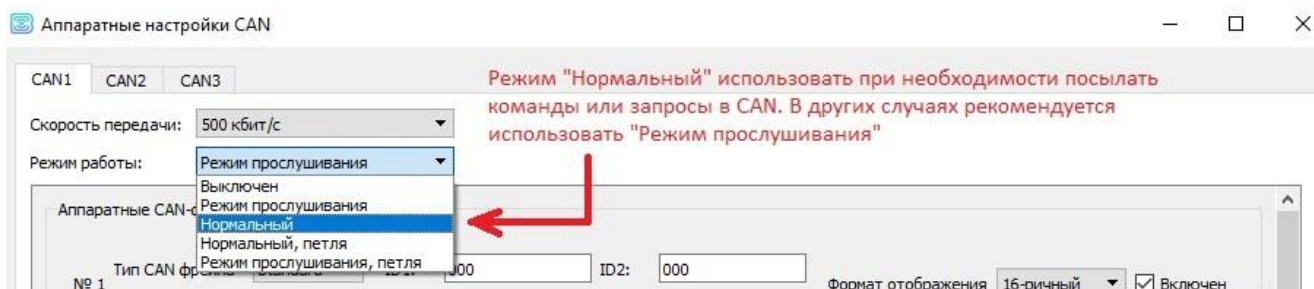 Аппаратные настройки CAN
CAN1 CAN2 CAN3
Режим "Нормальный" использовать при необходимости посылать
команды или запросы в CAN. В других случаях рекомендуется
использовать "Режим прослушивания"
Скорость передачи: 500 кбит/с
Режим работы: Режим прослушивания
Выключен
Аппаратные CAN- Режим прослушивания
Нормальный
Нормальный, петля
Режим прослушивания, петля
№ 1 Тип CAN 000 ID2: 000 Формат отображения 16-ричный Включен